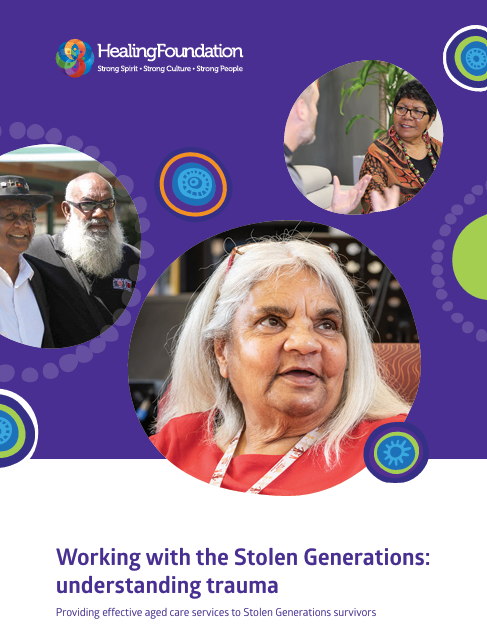 HealingFoundation
Strong Spirit • Strong Culture • Strong People
Working with the Stolen Generations:
understanding trauma
Providing effective aged care services to Stolen Generations survivors